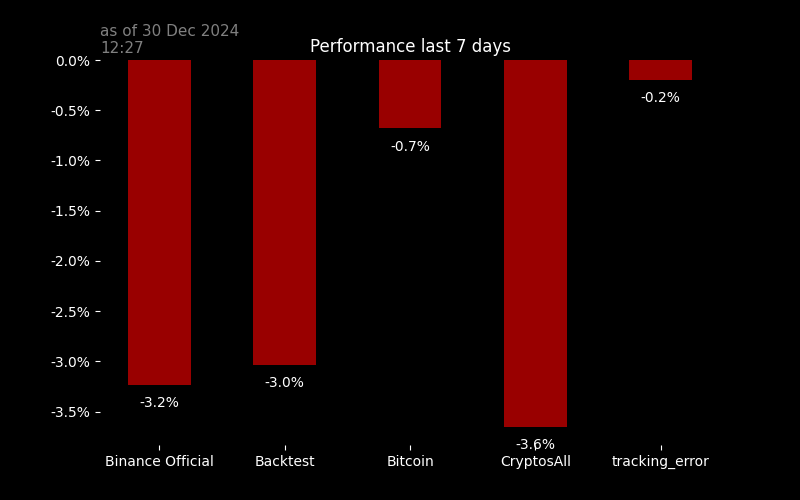 as of 30 Dec 2024
12:27
Performance last 7 days
0.0%
-0.5%
-1.0%
-1.5%
-2.0%
-2.5%
-3.0%
-3.5%
-3.2%
-3.0%
-0.7%
-3.6%
-0.2%
Binance Official
Backtest
Bitcoin
CryptosAll
tracking_error